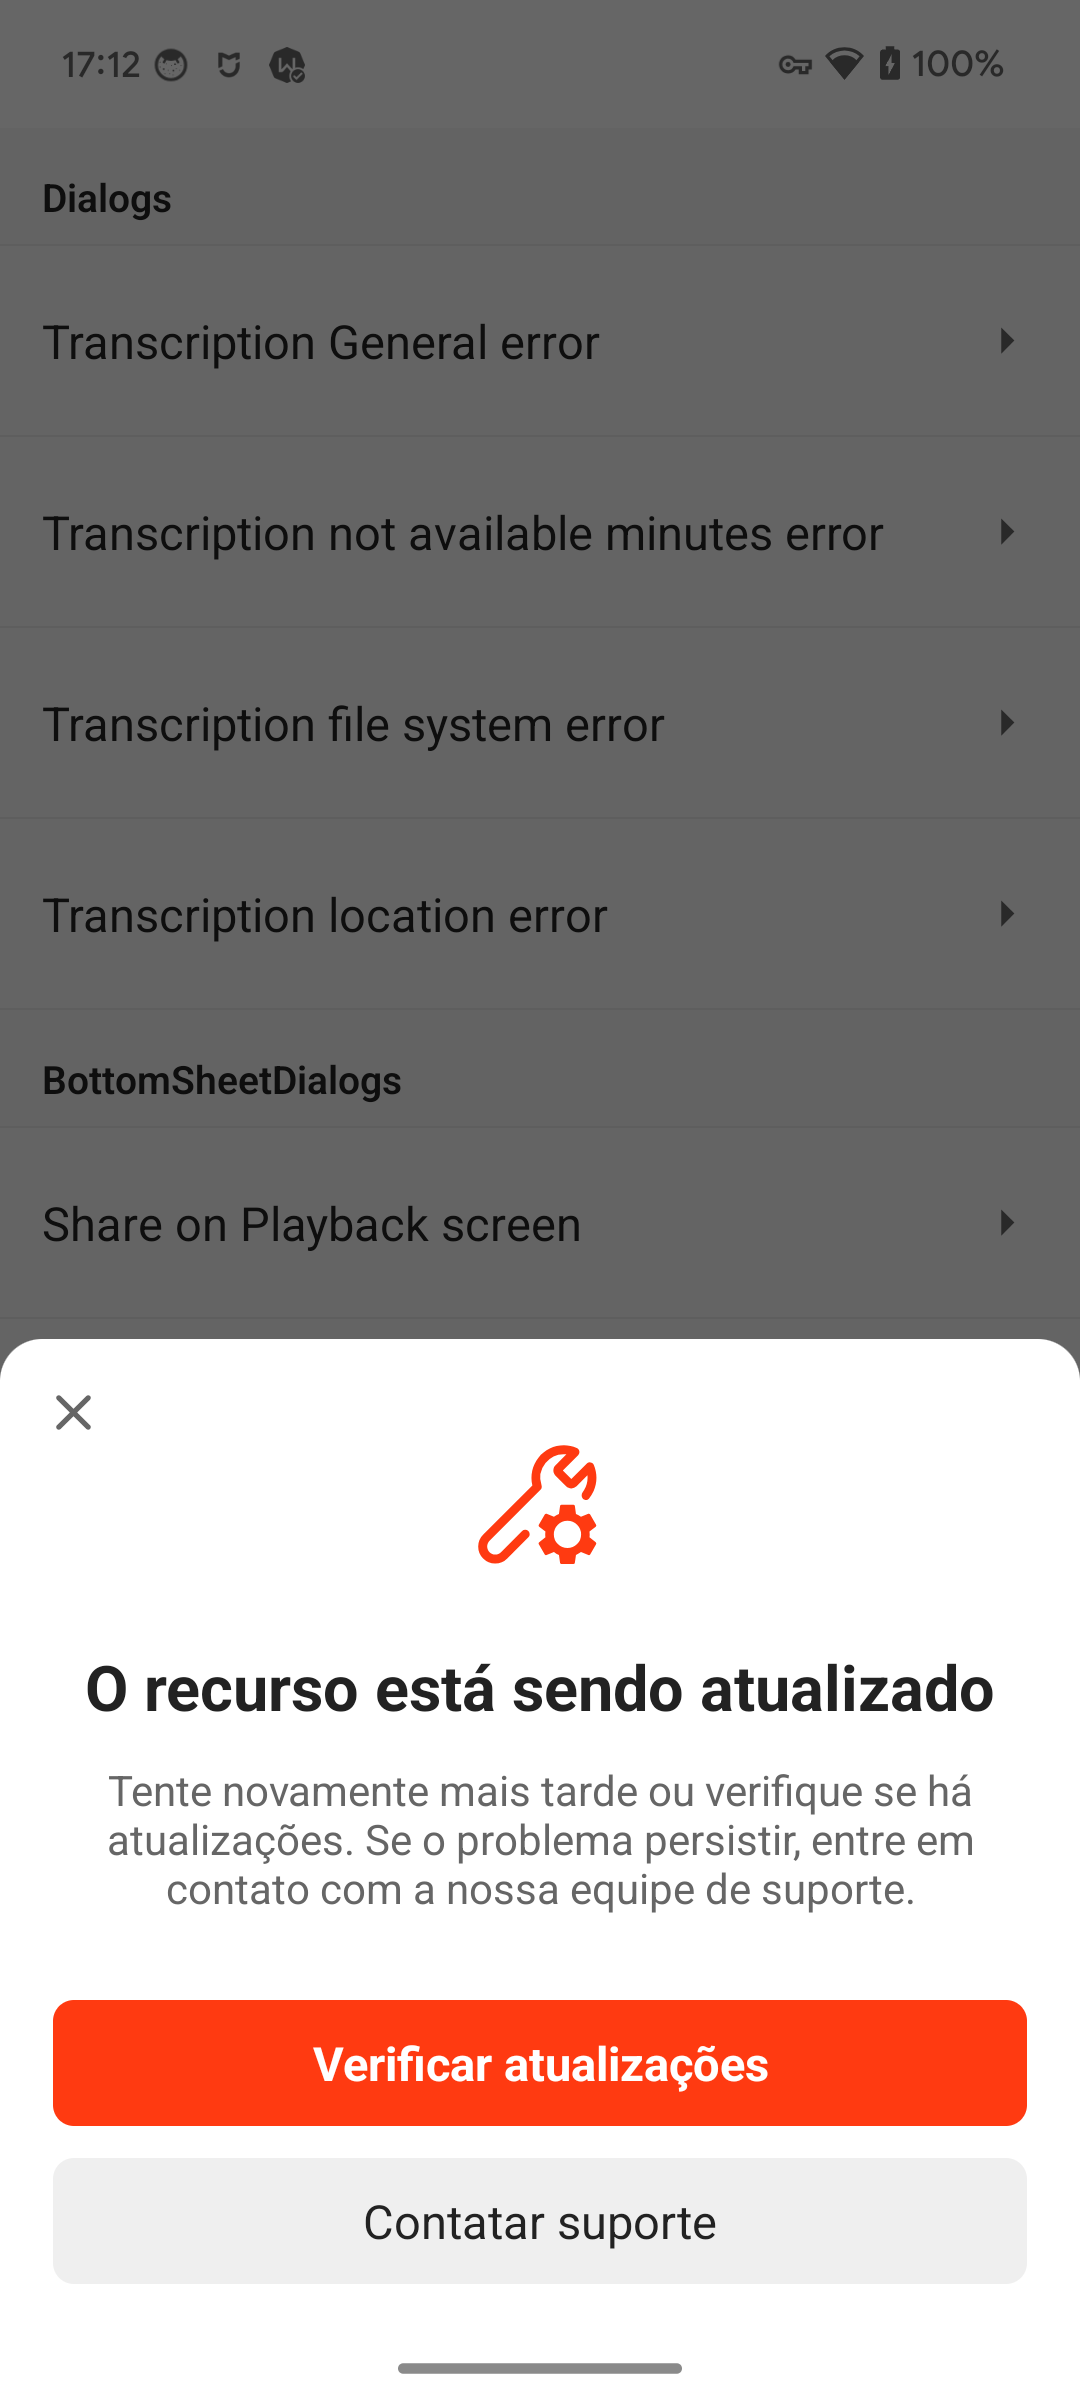 17:12 100%
Dialogs
Transcription General error
Transcription not available minutes error
Transcription file system error
Transcription location error
BottomSheetDialogs
Share on Playback screen
O recurso está sendo atualizado
Tente novamente mais tarde ou verifique se há
atualizações. Se o problema persistir, entre em
contato com a nossa equipe de suporte.
Verificar atualizações
Contatar suporte